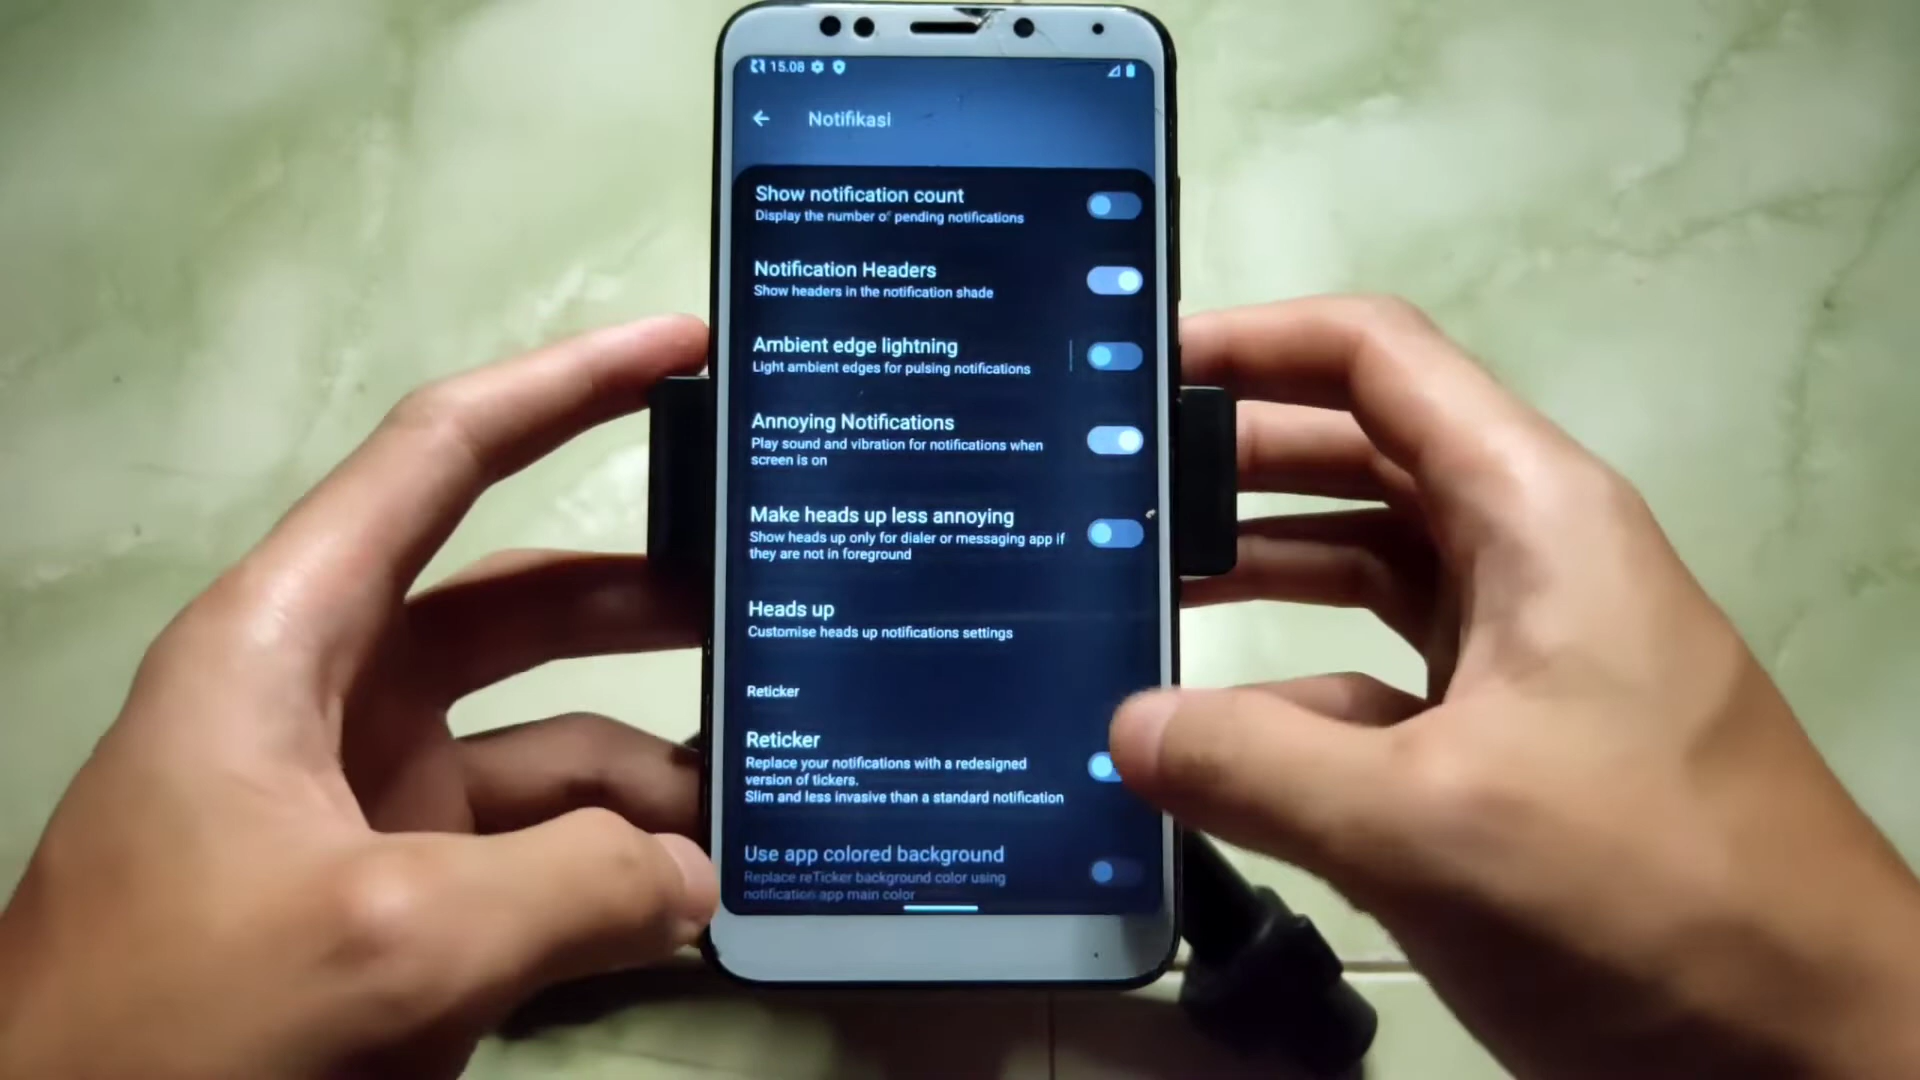 15.08
Notifikasi
Show notification count
Display the number of pending notifications
Notification Headers
Show headers in the notification shade
Ambient edge lightning
Light ambient edges for pulsing notifications
Annoying Notifications
Play sound and vibration for notifications when
screen is on
Make heads up less annoying
Show heads up only for dialer or messaging app if
they are not in foreground
Heads up
Customise heads up notifications settings
Reticker
Reticker
Replace your notifications with a redesigned
version of tickers.
Slim and less invasive than a standard notification
Use app colored background
Replace reTicker background color using
notification app main color